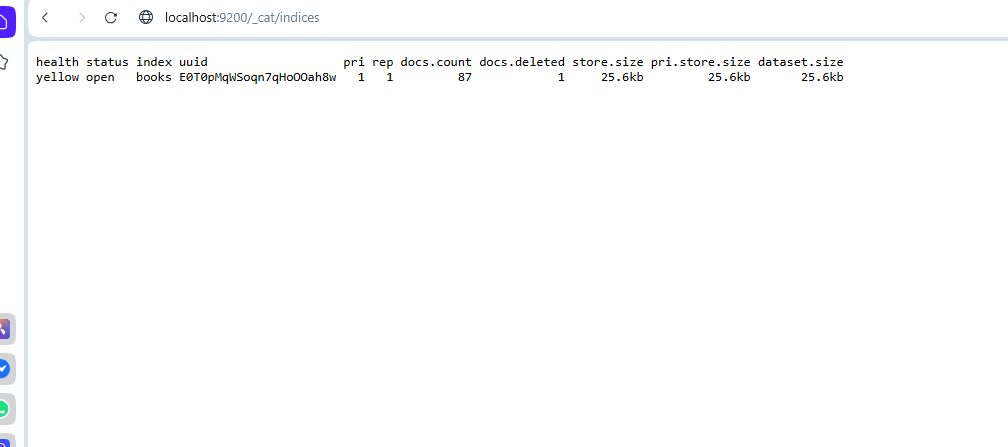 localhost:9200/_cat/indices
health status index uuid                   pri rep docs.count docs.deleted store.size pri.store.size dataset.size
yellow open   books E0T0pMqWSoqn7qHoOOah8w   1   1         87            1     25.6kb         25.6kb       25.6kb